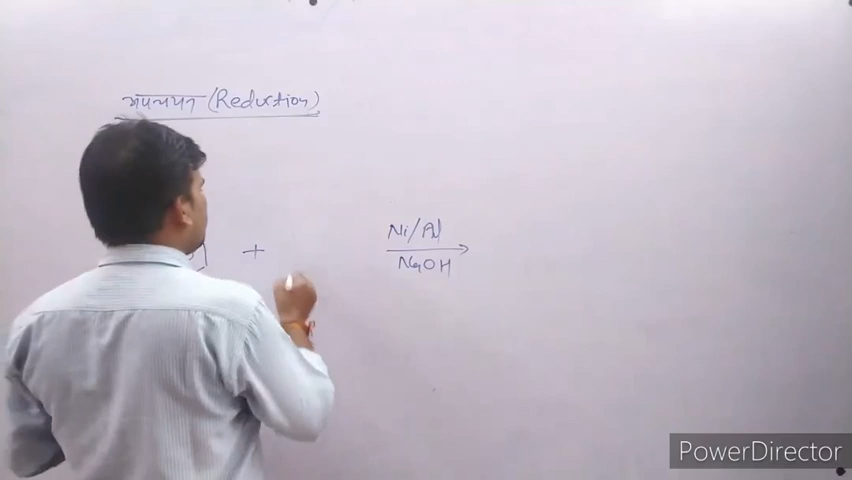 अपचयन (Reduction)
+
Ni/Al
NaOH
PowerDirector